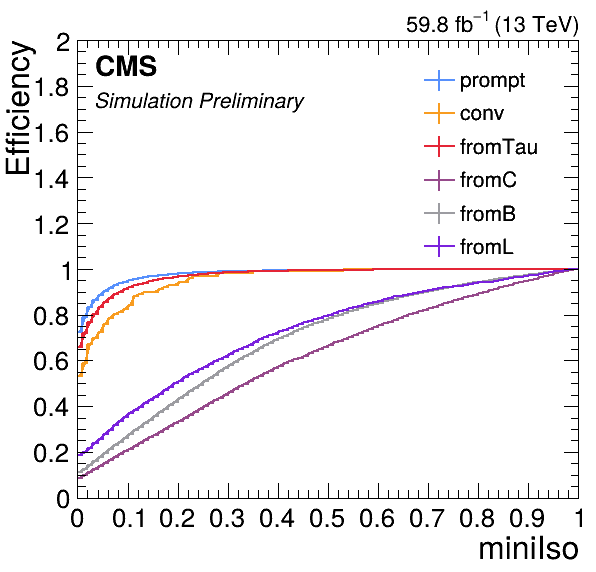 59.8 fb⁻¹ (13 TeV)
Efficiency
2
1.8
1.6
1.4
1.2
1
0.8
0.6
0.4
0.2
0
CMS
Simulation Preliminary
prompt
conv
fromTau
fromC
fromB
fromL
0 0.1 0.2 0.3 0.4 0.5 0.6 0.7 0.8 0.9 1
miniIso